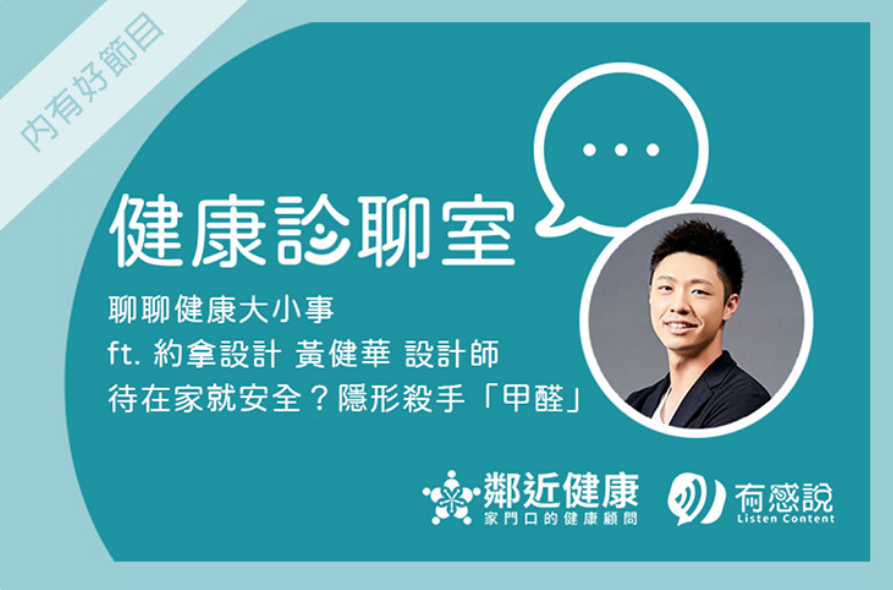 内有好節目
健康診聊室
聊聊健康大小事
ft. 約拿設計 黃健華 設計師
待在家就安全？隱形殺手「甲醛」
鄰近健康
家門口的健康顧問
有感說
Listen Content